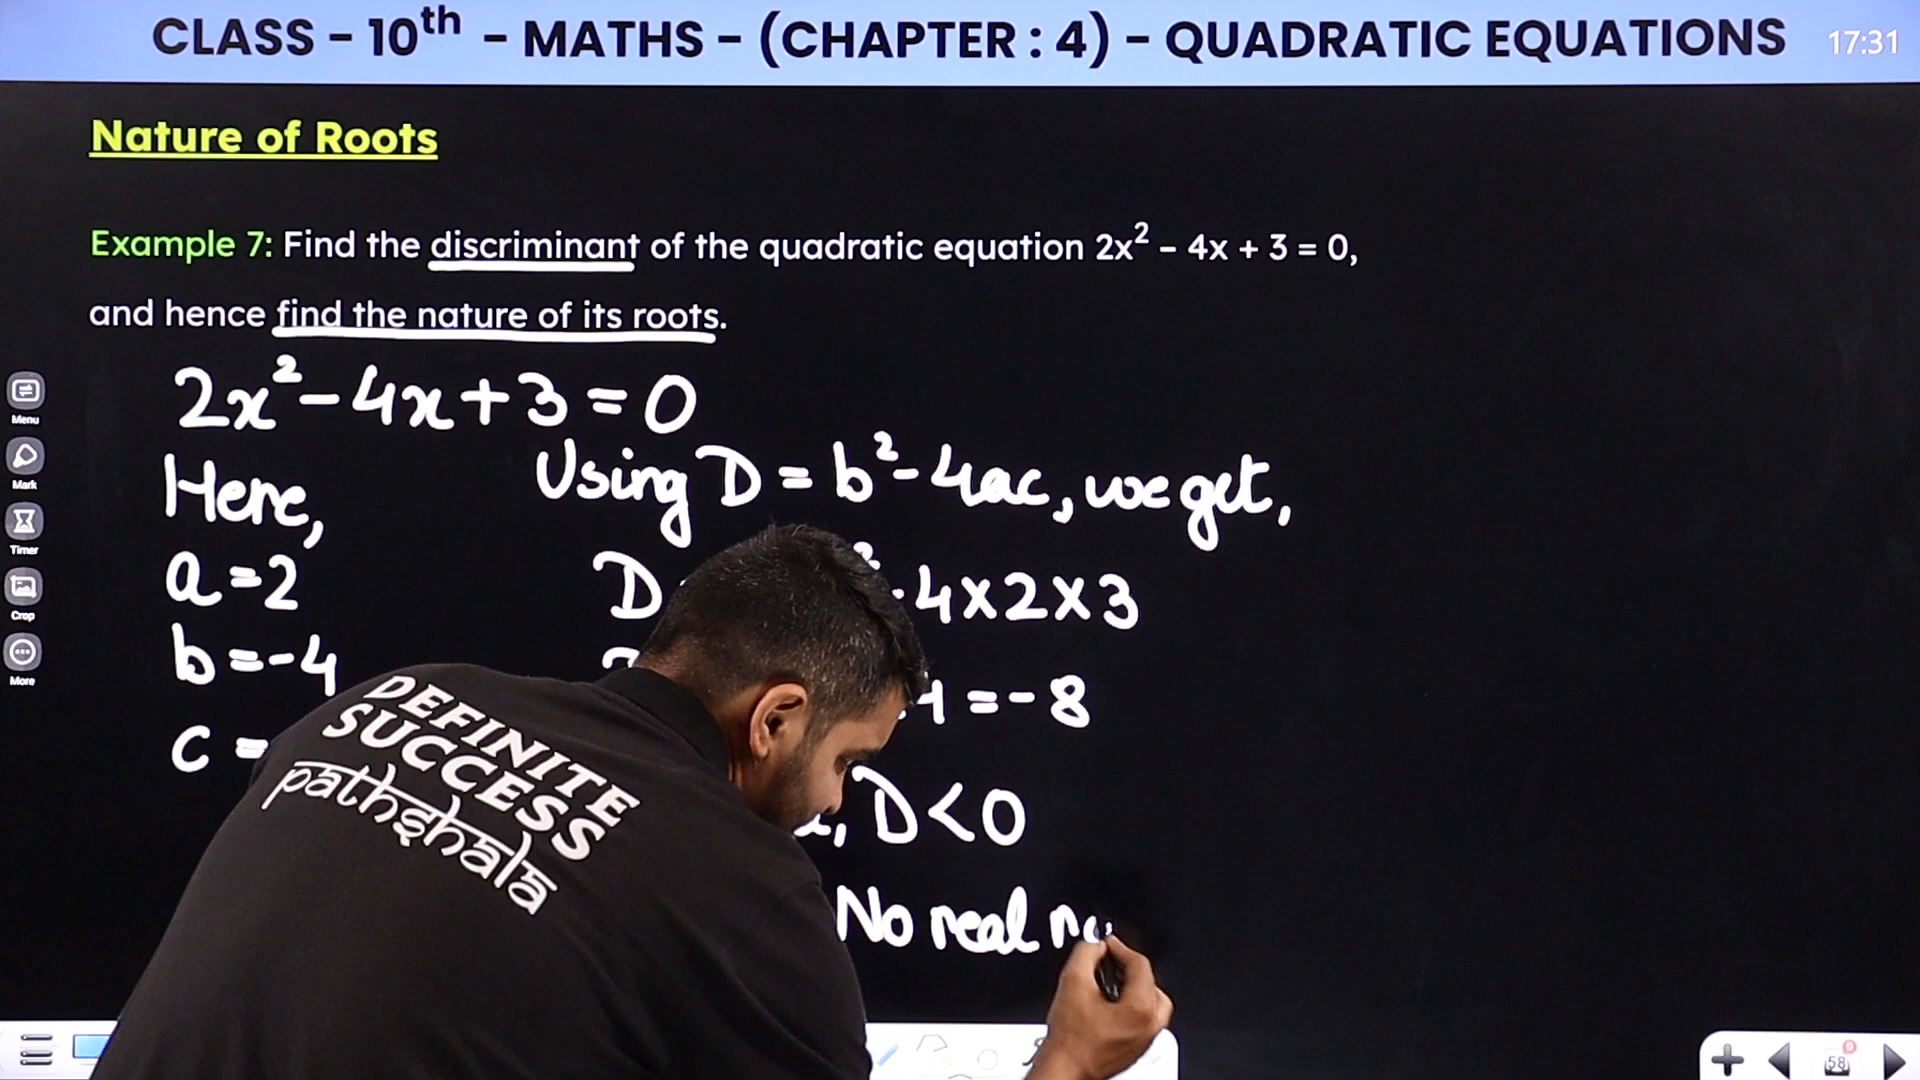 CLASS - 10th - MATHS - (CHAPTER : 4) - QUADRATIC EQUATIONS
17:31
Nature of Roots
Example 7: Find the discriminant of the quadratic equation 2x² – 4x + 3 = 0,
and hence find the nature of its roots.
2x² – 4x + 3 = 0
Here,
Using D = b² - 4ac, we get,
a = 2
D
4 × 2 × 3
b = -4
= -8
c =
D < 0
No real
Menu
Mark
Timer
Crop
More
DEFINITE
SUCCESS
pathshala
58